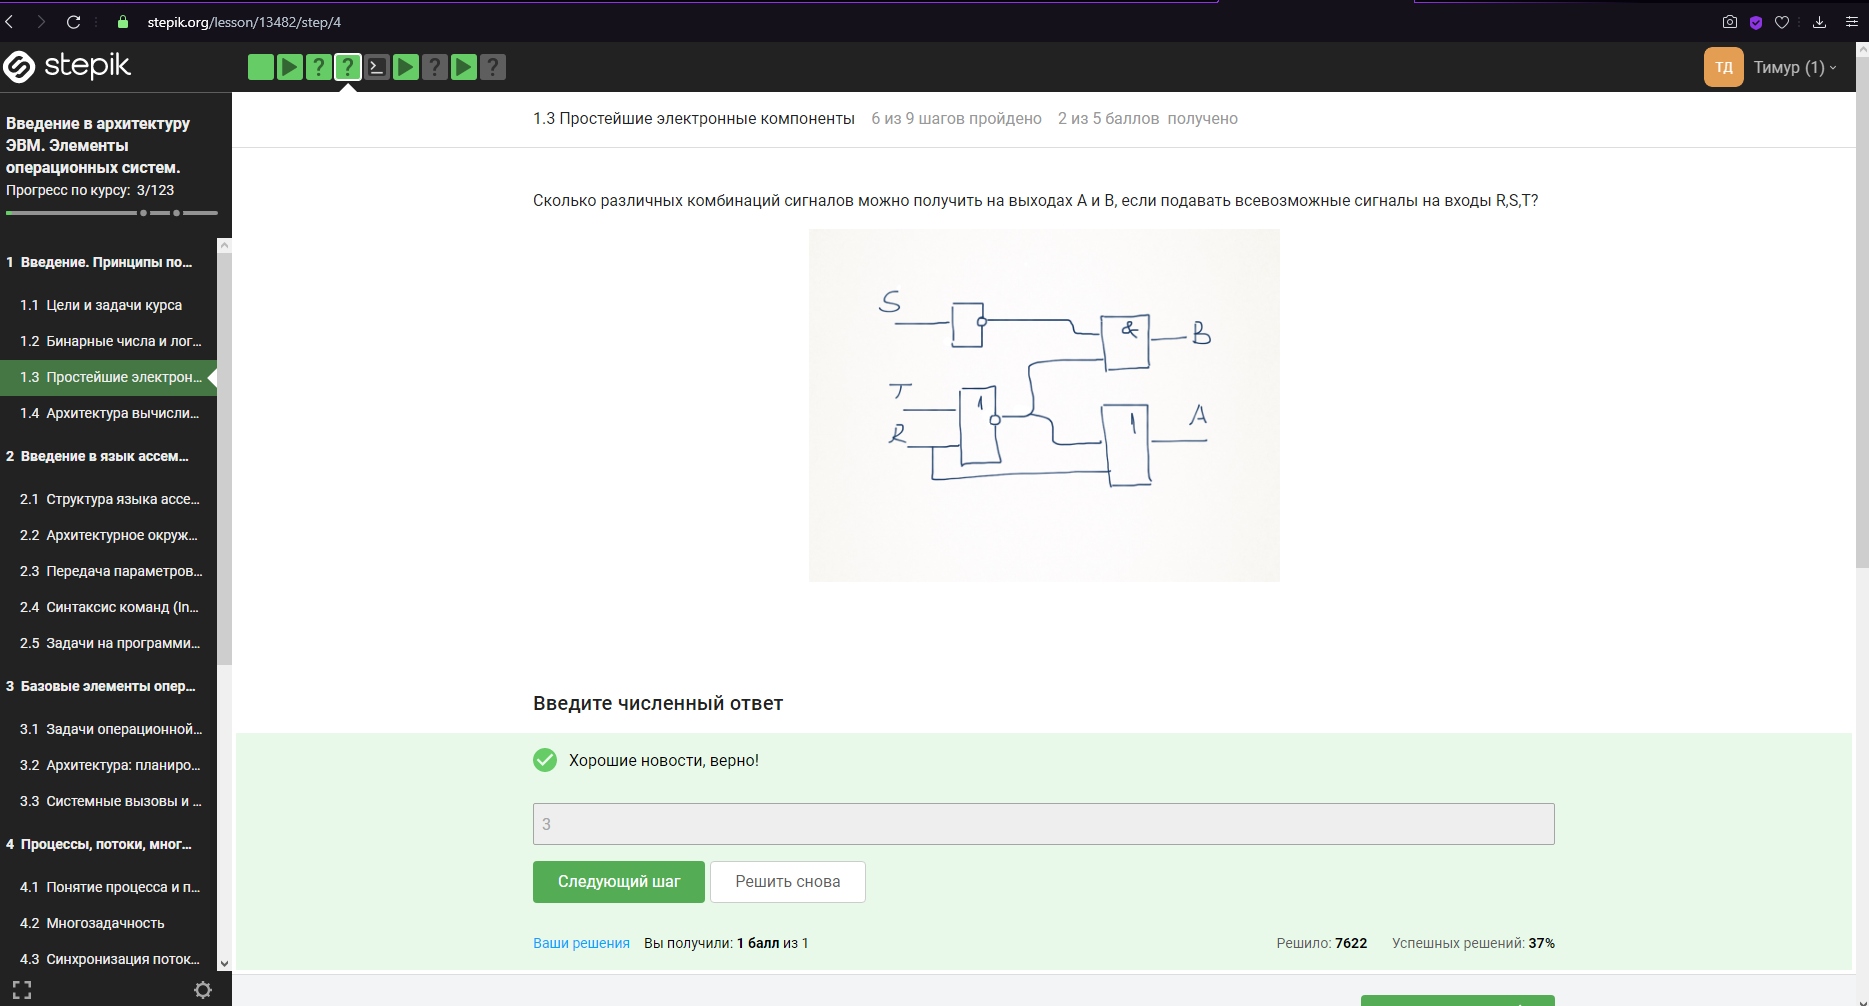 stepik.org/lesson/13482/step/4
stepik
? ? ? ?
ТД Тимур (1)
Введение в архитектуру
ЭВМ. Элементы
операционных систем.
Прогресс по курсу: 3/123
1 Введение. Принципы по...
1.1 Цели и задачи курса
1.2 Бинарные числа и лог...
1.3 Простейшие электрон...
1.4 Архитектура вычисли...
2 Введение в язык ассем...
2.1 Структура языка ассе...
2.2 Архитектурное окруж...
2.3 Передача параметров...
2.4 Синтаксис команд (In...
2.5 Задачи на программи...
3 Базовые элементы опер...
3.1 Задачи операционной...
3.2 Архитектура: планиро...
3.3 Системные вызовы и ...
4 Процессы, потоки, мног...
4.1 Понятие процесса и п...
4.2 Многозадачность
4.3 Синхронизация поток...
1.3 Простейшие электронные компоненты 6 из 9 шагов пройдено 2 из 5 баллов получено
Сколько различных комбинаций сигналов можно получить на выходах A и B, если подавать всевозможные сигналы на входы R,S,T?
S
& B
T
1
R
1 A
Введите численный ответ
Хорошие новости, верно!
3
Следующий шаг Решить снова
Ваши решения Вы получили: 1 балл из 1
Решило: 7622 Успешных решений: 37%